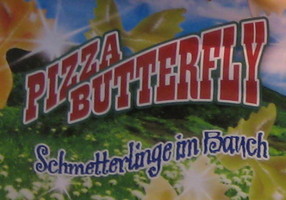 PIZZA
BUTTERFLY
Schmetterlinge im Bauch